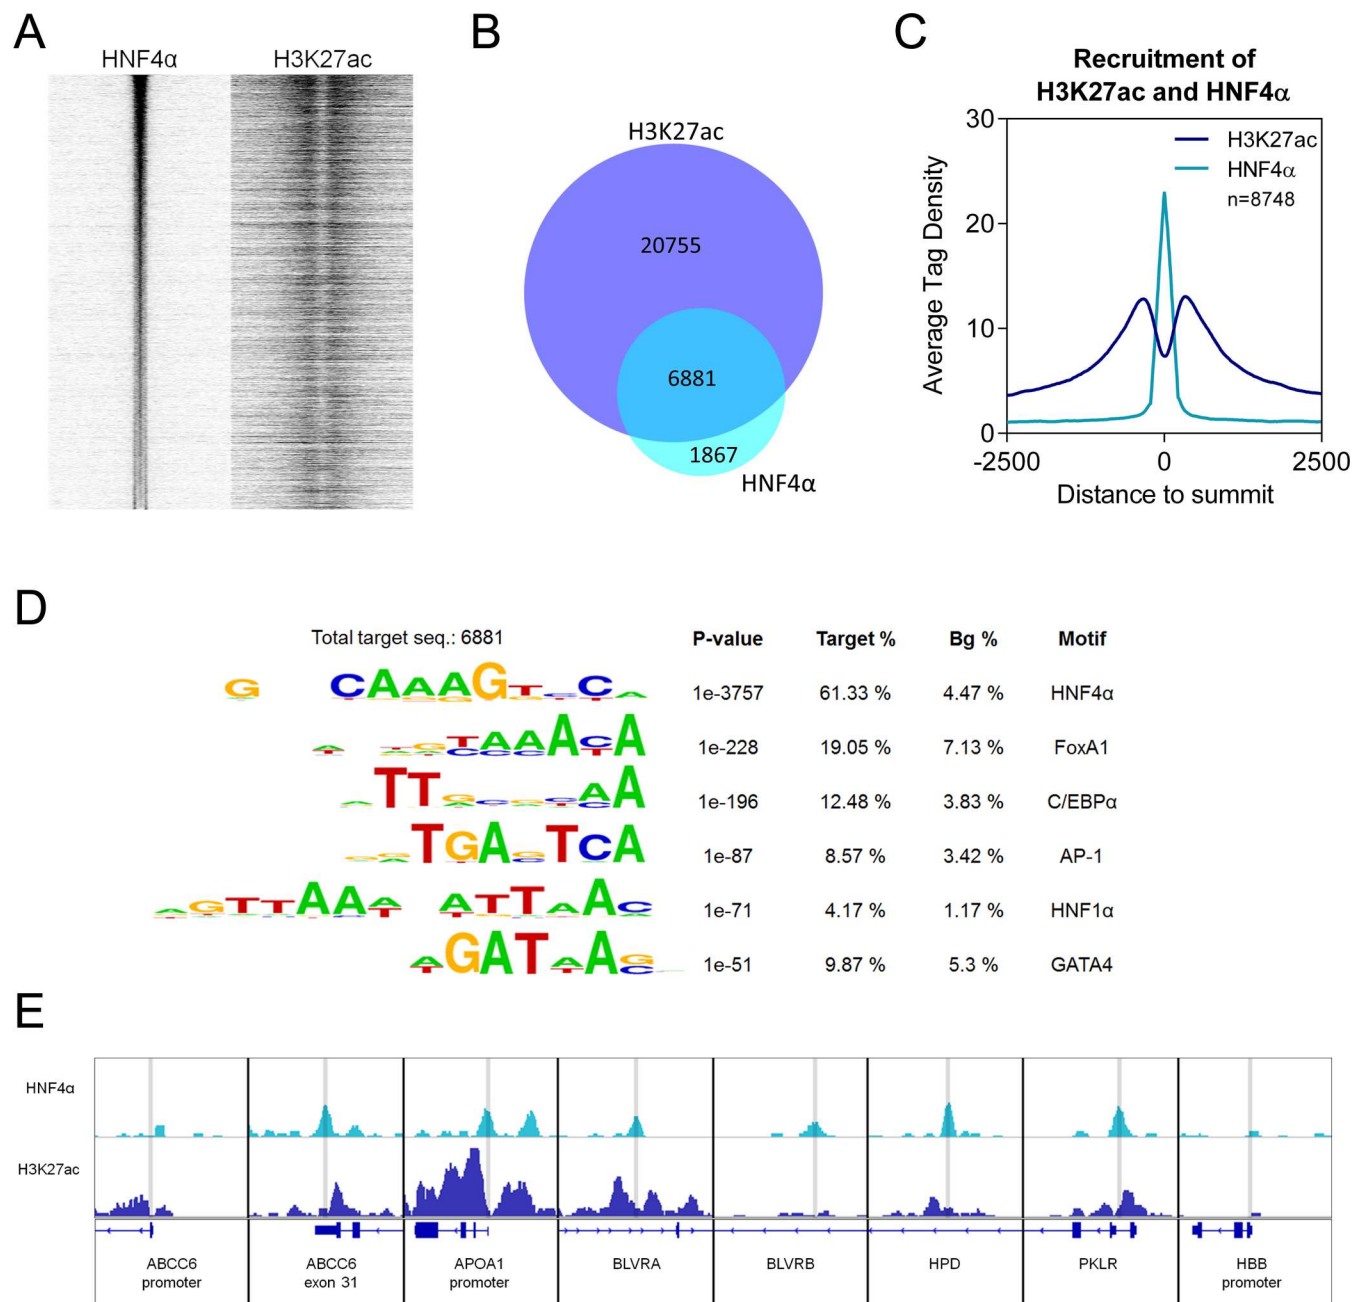 A
HNF4α
H3K27ac
B
H3K27ac
20755
6881
1867
HNF4α
C
Recruitment of
H3K27ac and HNF4α
30
20
10
0
Average Tag Density
H3K27ac
HNF4α
n=8748
-2500
0
2500
Distance to summit
D
Total target seq.: 6881
P-value Target % Bg % Motif
1e-3757 61.33 % 4.47 % HNF4α
1e-228 19.05 % 7.13 % FoxA1
1e-196 12.48 % 3.83 % C/EBPα
1e-87 8.57 % 3.42 % AP-1
1e-71 4.17 % 1.17 % HNF1α
1e-51 9.87 % 5.3 % GATA4
E
HNF4α
H3K27ac
ABCC6
promoter
ABCC6
exon 31
APOA1
promoter
BLVRA
BLVRB
HPD
PKLR
HBB
promoter